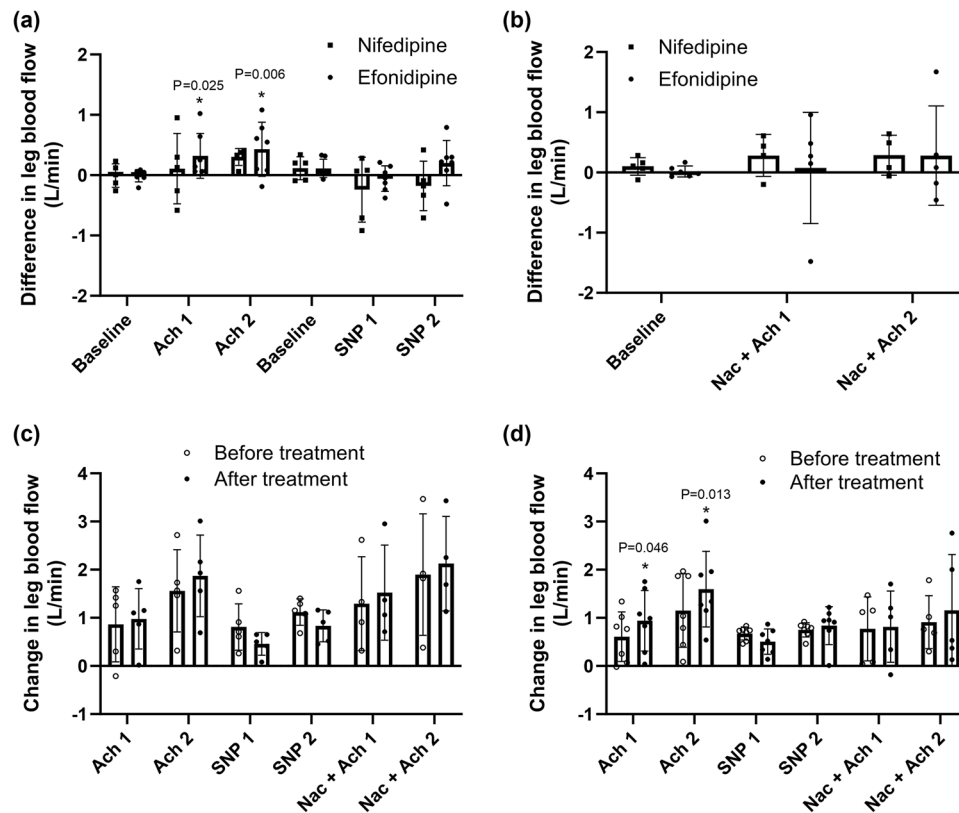 (a)
Difference in leg blood flow
(L/min)
2
1
0
-1
-2
Nifedipine
Efonidipine
P=0.025
*
P=0.006
*
Baseline
Ach 1
Ach 2
Baseline
SNP 1
SNP 2
(b)
Difference in leg blood flow
(L/min)
2
1
0
-1
-2
Nifedipine
Efonidipine
Baseline
Nac + Ach 1
Nac + Ach 2
(c)
Change in leg blood flow
(L/min)
4
3
2
1
0
-1
Before treatment
After treatment
Ach 1
Ach 2
SNP 1
SNP 2
Nac + Ach 1
Nac + Ach 2
(d)
Change in leg blood flow
(L/min)
4
3
2
1
0
-1
Before treatment
After treatment
P=0.046
*
P=0.013
*
Ach 1
Ach 2
SNP 1
SNP 2
Nac + Ach 1
Nac + Ach 2